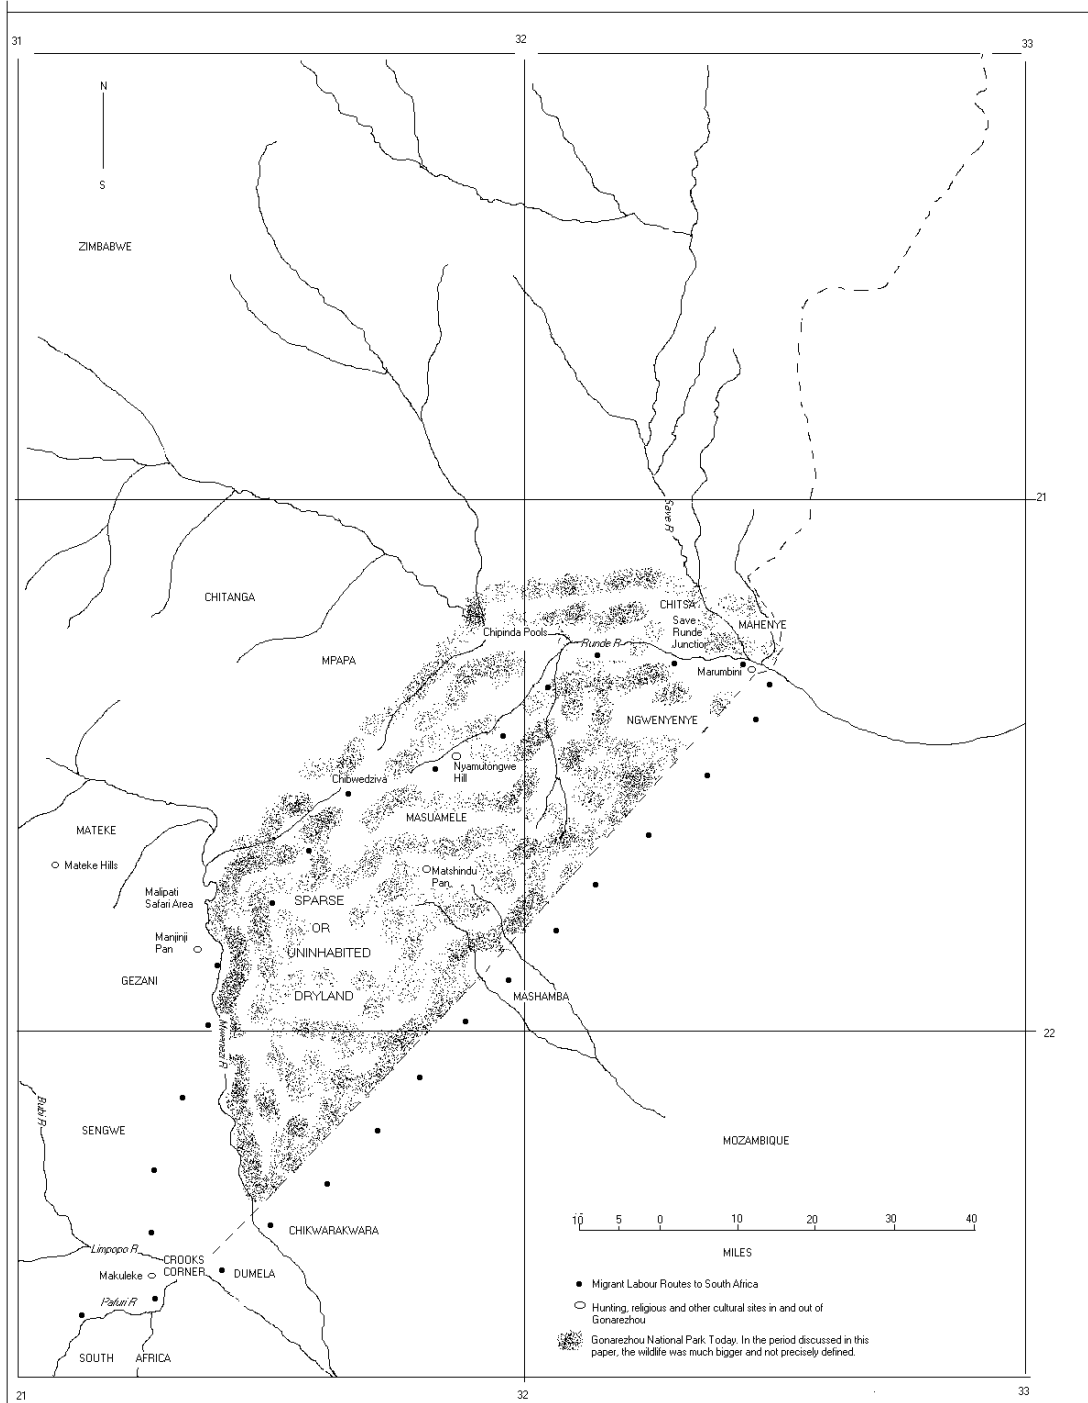 31
32
33
N
S
ZIMBABWE
21
Save R
CHITANGA
CHITSA
Save
Runde
Junction
MAHENYE
Chipinda Pools
Runde R
MPAPA
Marumbini
NGWENYENYE
Nyamutongwe
Hill
Chibwedziva
MASUAMELE
MATEKE
Mateke Hills
Matshindu
Pan
Malipati
Safari Area
SPARSE
OR
UNINHABITED
DRYLAND
Manjinji
Pan
GEZANI
MASHAMBA
22
Mwenezi R
Bubi R
SENGWE
MOZAMBIQUE
CHIKWARAKWARA
10 5 0 10 20 30 40
MILES
Limpopo R
CROOKS
CORNER
DUMELA
Makuleke
Pafuri R
Migrant Labour Routes to South Africa
Hunting, religious and other cultural sites in and out of
Gonarezhou
Gonarezhou National Park Today. In the period discussed in this
paper, the wildlife was much bigger and not precisely defined.
SOUTH AFRICA
21
32
33